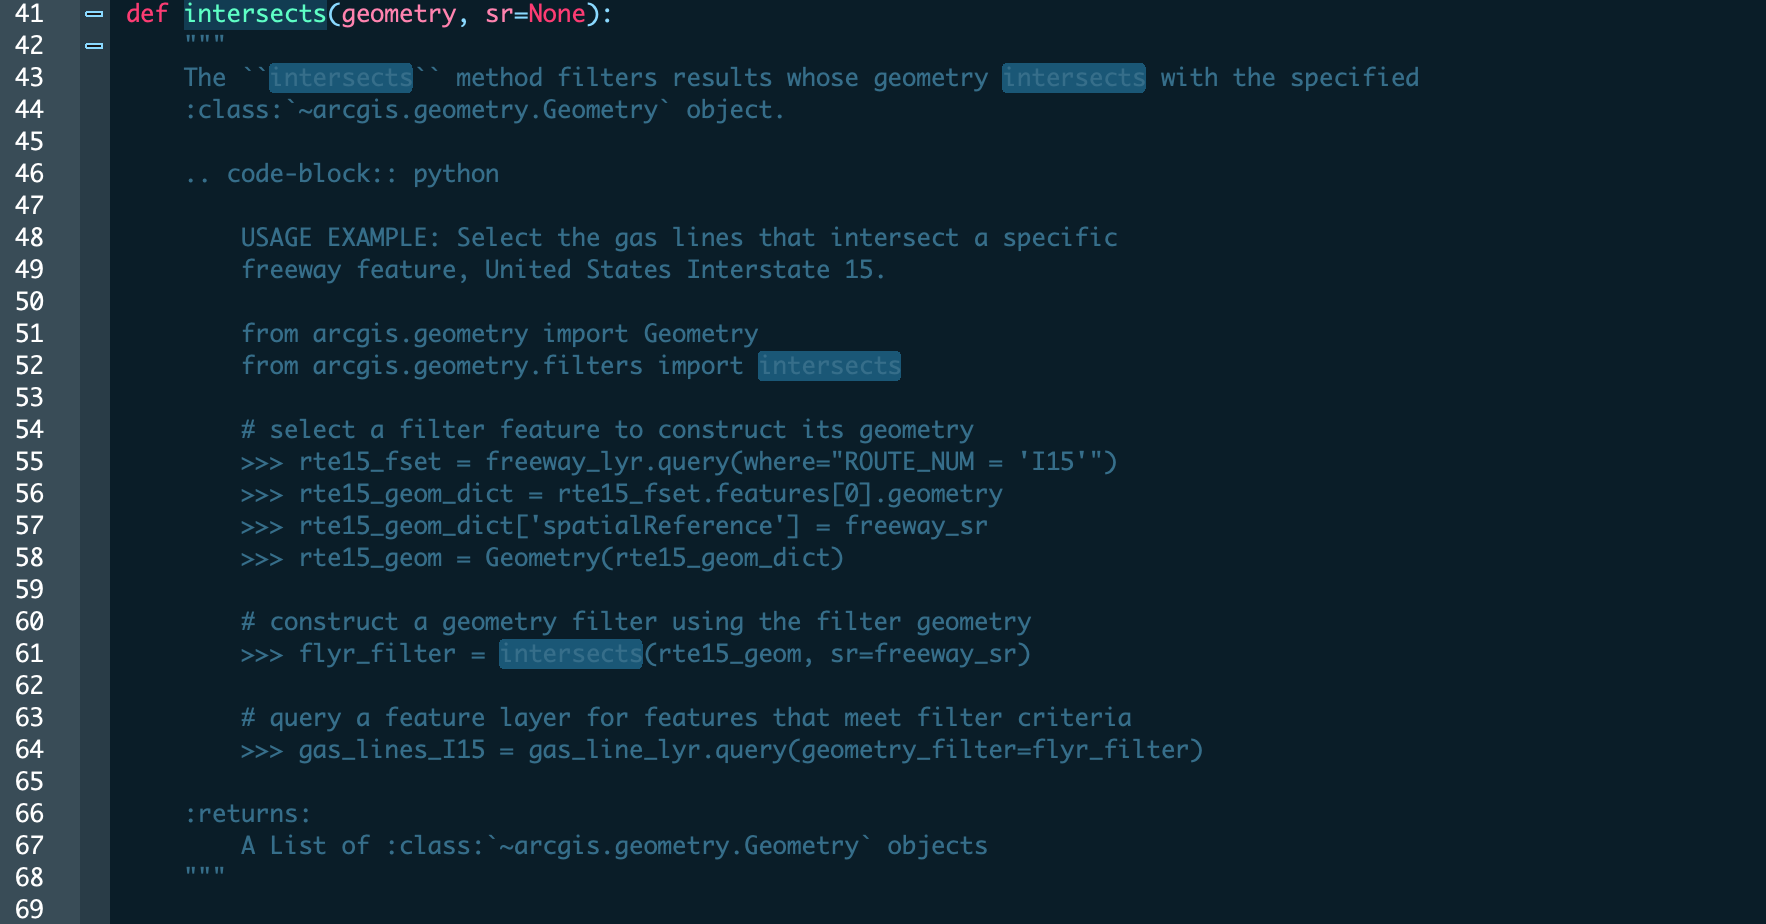 41 def intersects(geometry, sr=None):
42     """
43     The ``intersects`` method filters results whose geometry intersects with the specified
44     :class:`~arcgis.geometry.Geometry` object.
45
46     .. code-block:: python
47
48         USAGE EXAMPLE: Select the gas lines that intersect a specific
49         freeway feature, United States Interstate 15.
50
51         from arcgis.geometry import Geometry
52         from arcgis.geometry.filters import intersects
53
54         # select a filter feature to construct its geometry
55         >>> rte15_fset = freeway_lyr.query(where="ROUTE_NUM = 'I15'")
56         >>> rte15_geom_dict = rte15_fset.features[0].geometry
57         >>> rte15_geom_dict['spatialReference'] = freeway_sr
58         >>> rte15_geom = Geometry(rte15_geom_dict)
59
60         # construct a geometry filter using the filter geometry
61         >>> flyr_filter = intersects(rte15_geom, sr=freeway_sr)
62
63         # query a feature layer for features that meet filter criteria
64         >>> gas_lines_I15 = gas_line_lyr.query(geometry_filter=flyr_filter)
65
66     :returns:
67         A List of :class:`~arcgis.geometry.Geometry` objects
68     """
69